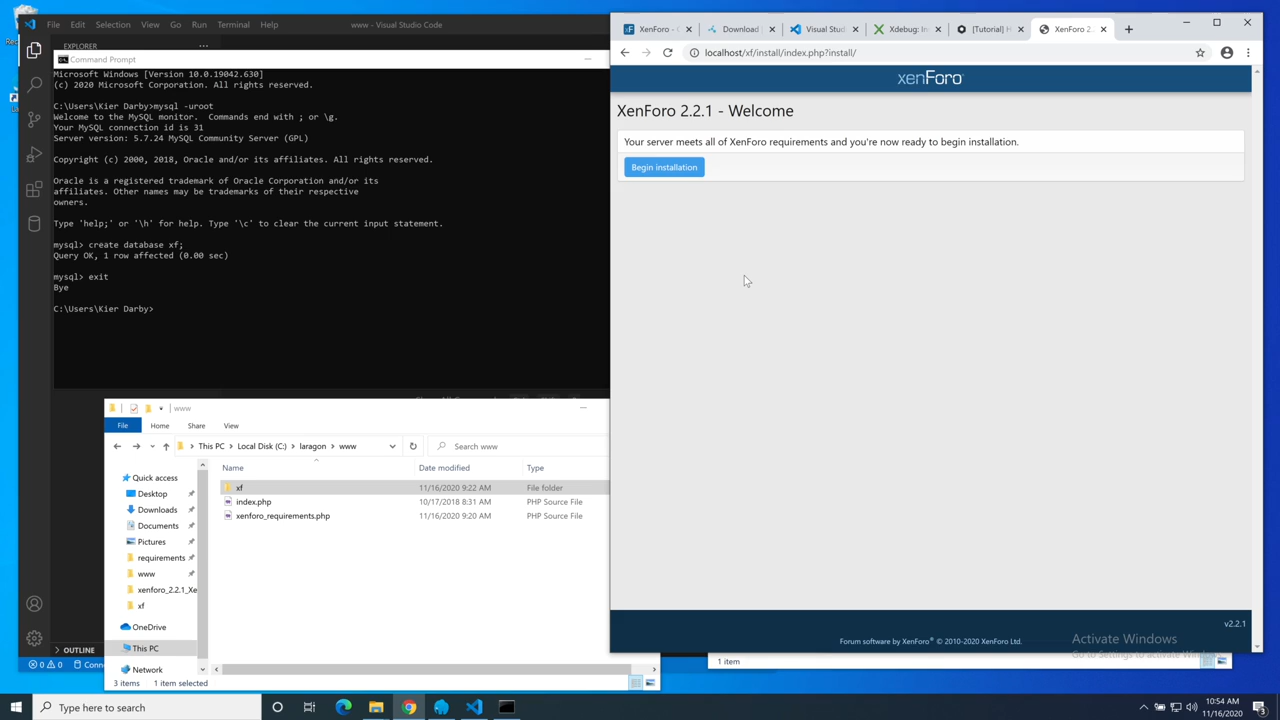 File Edit Selection View Go Run Terminal Help
www - Visual Studio Code
EXPLORER
Command Prompt
Microsoft Windows [Version 10.0.19042.630]
(c) 2020 Microsoft Corporation. All rights reserved.
C:\Users\Kier Darby>mysql -uroot
Welcome to the MySQL monitor. Commands end with ; or \g.
Your MySQL connection id is 31
Server version: 5.7.24 MySQL Community Server (GPL)
Copyright (c) 2000, 2018, Oracle and/or its affiliates. All rights reserved.
Oracle is a registered trademark of Oracle Corporation and/or its
affiliates. Other names may be trademarks of their respective
owners.
Type 'help;' or '\h' for help. Type '\c' to clear the current input statement.
mysql> create database xf;
Query OK, 1 row affected (0.00 sec)
mysql> exit
Bye
C:\Users\Kier Darby>
OUTLINE
0 0 Conne
www
File Home Share View
This PC > Local Disk (C:) > laragon > www
Search www
Name Date modified Type
xf 11/16/2020 9:22 AM File folder
index.php 10/17/2018 8:31 AM PHP Source File
xenforo_requirements.php 11/16/2020 9:20 AM PHP Source File
Quick access
Desktop
Downloads
Documents
Pictures
requirements
www
xenforo_2.2.1_Xe
xf
OneDrive
This PC
Network
3 items 1 item selected
XenForo - C
Download |
Visual Stud
Xdebug: In
[Tutorial] H
XenForo 2.
localhost/xf/install/index.php?install/
xenForo
XenForo 2.2.1 - Welcome
Your server meets all of XenForo requirements and you're now ready to begin installation.
Begin installation
v2.2.1
Forum software by XenForo® © 2010-2020 XenForo Ltd.
Activate Windows
Go to Settings to activate Windows.
1 item
Type here to search
10:54 AM
11/16/2020
3